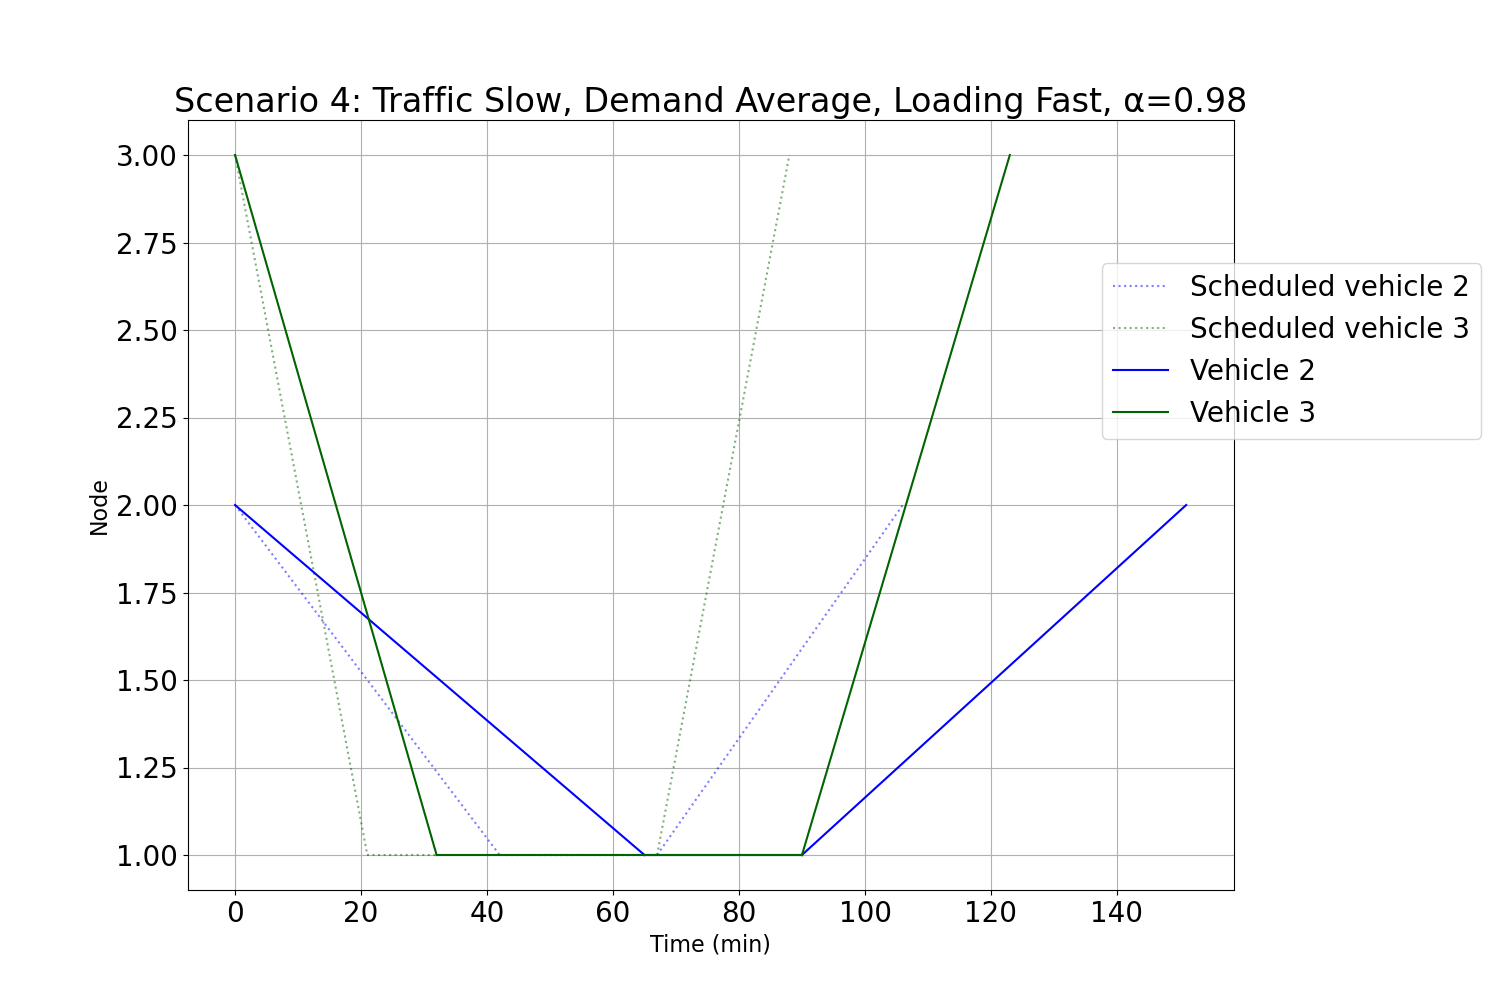 Scenario 4: Traffic Slow, Demand Average, Loading Fast, α=0.98
3.00
2.75
2.50
2.25
2.00
1.75
1.50
1.25
1.00
Node
0 20 40 60 80 100 120 140
Time (min)
Scheduled vehicle 2
Scheduled vehicle 3
Vehicle 2
Vehicle 3